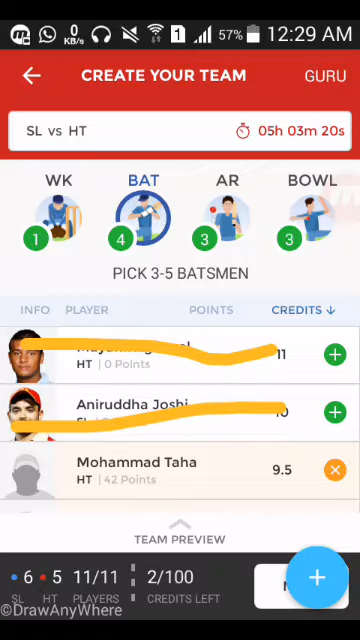 0
KB/s
1
57%
12:29 AM
CREATE YOUR TEAM
GURU
SL vs HT
05h 03m 20s
WK
BAT
AR
BOWL
1
4
3
3
PICK 3-5 BATSMEN
INFO
PLAYER
POINTS
CREDITS ↓
11
HT | 0 Points
Aniruddha Joshi
10
SL
Mohammad Taha
9.5
HT | 42 Points
TEAM PREVIEW
6
5
11/11
2/100
SL
HT
PLAYERS
CREDITS LEFT
©DrawAnyWhere